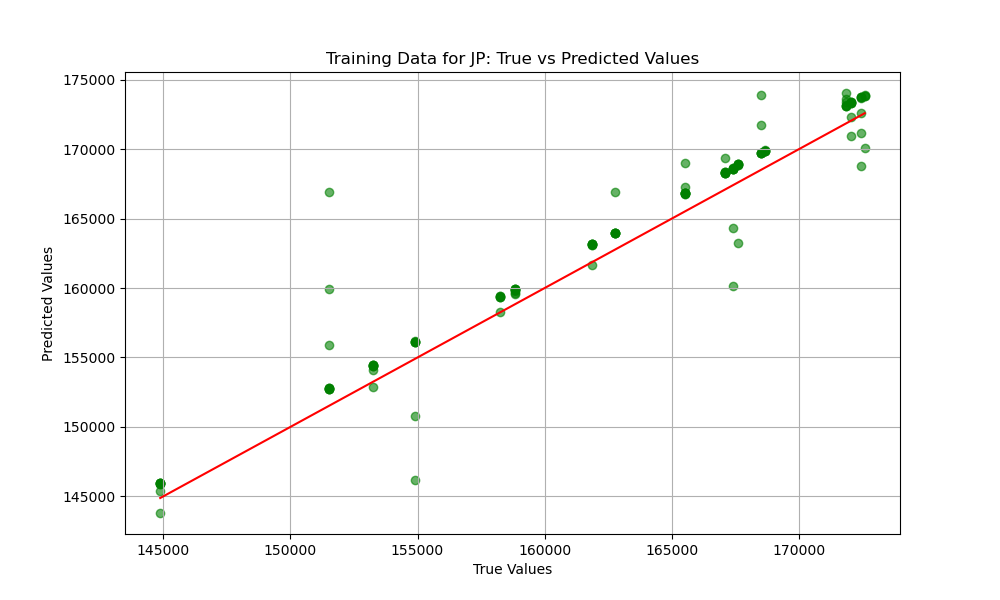 Training Data for JP: True vs Predicted Values
175000
170000
165000
160000
155000
150000
145000
Predicted Values
145000 150000 155000 160000 165000 170000
True Values